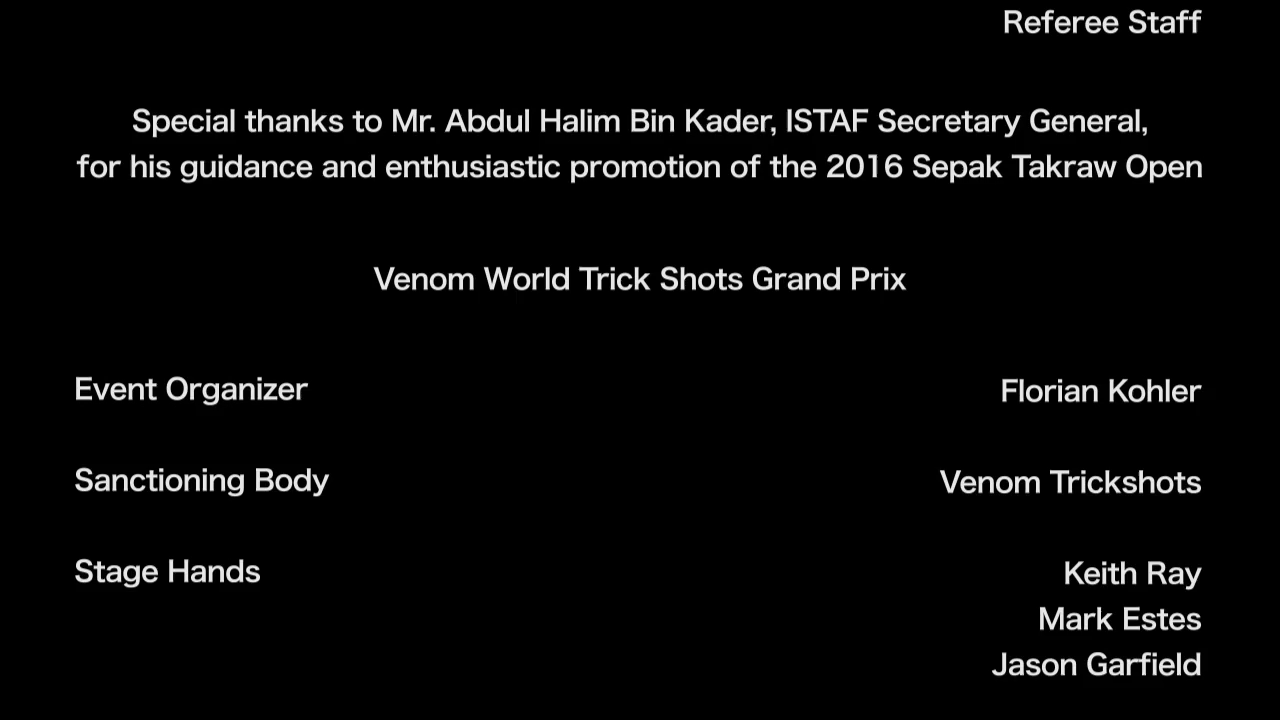 Referee Staff
Special thanks to Mr. Abdul Halim Bin Kader, ISTAF Secretary General,
for his guidance and enthusiastic promotion of the 2016 Sepak Takraw Open
Venom World Trick Shots Grand Prix
Event Organizer Florian Kohler
Sanctioning Body Venom Trickshots
Stage Hands Keith Ray
Mark Estes
Jason Garfield